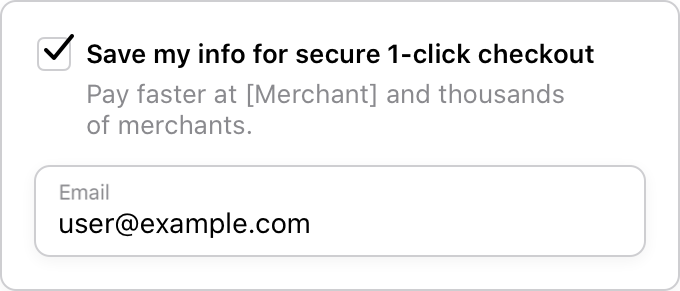 Save my info for secure 1-click checkout
Pay faster at [Merchant] and thousands
of merchants.
Email
user@example.com